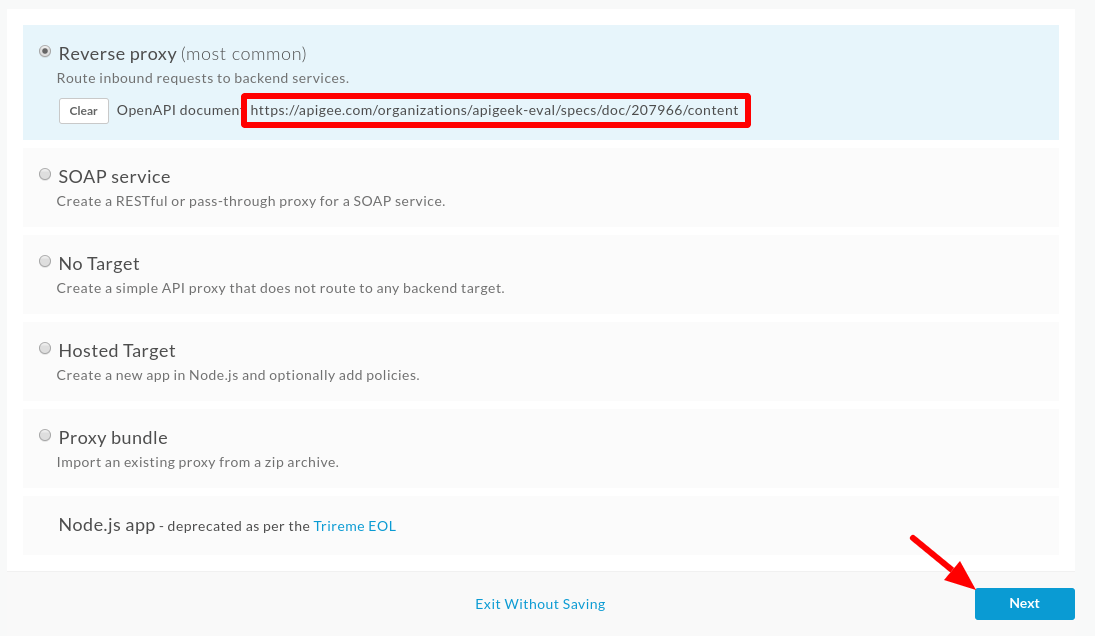 Reverse proxy (most common)
Route inbound requests to backend services.
Clear OpenAPI document https://apigee.com/organizations/apigeek-eval/specs/doc/207966/content
SOAP service
Create a RESTful or pass-through proxy for a SOAP service.
No Target
Create a simple API proxy that does not route to any backend target.
Hosted Target
Create a new app in Node.js and optionally add policies.
Proxy bundle
Import an existing proxy from a zip archive.
Node.js app - deprecated as per the Trireme EOL
Exit Without Saving
Next